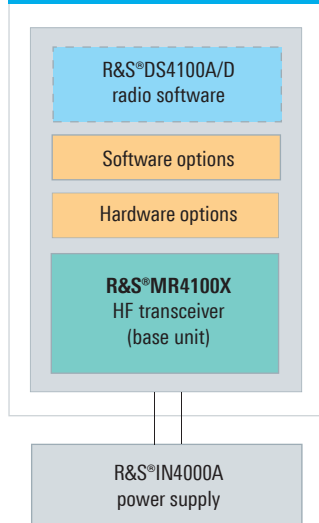 R&S®DS4100A/D
radio software
Software options
Hardware options
R&S®MR4100X
HF transceiver
(base unit)
R&S®IN4000A
power supply